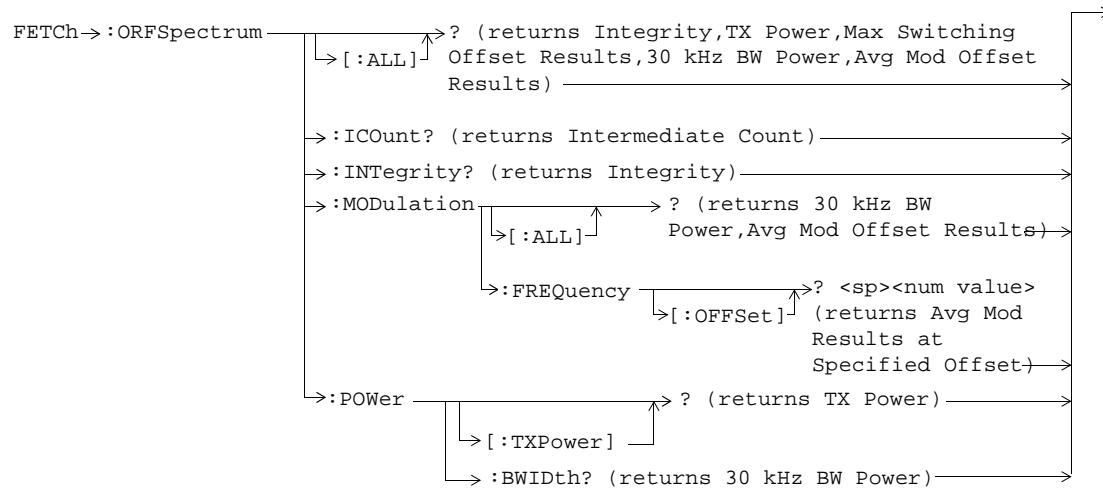 FETCh :ORFSpectrum ? (returns Integrity,TX Power,Max Switching
[:ALL] Offset Results,30 kHz BW Power,Avg Mod Offset
Results)
:ICOunt? (returns Intermediate Count)
:INTegrity? (returns Integrity)
:MODulation ? (returns 30 kHz BW
[:ALL] Power,Avg Mod Offset Results)
:FREQuency ? <sp><num value>
[:OFFSet] (returns Avg Mod
Results at
Specified Offset)
:POWer ? (returns TX Power)
[:TXPower]
:BWIDth? (returns 30 kHz BW Power)